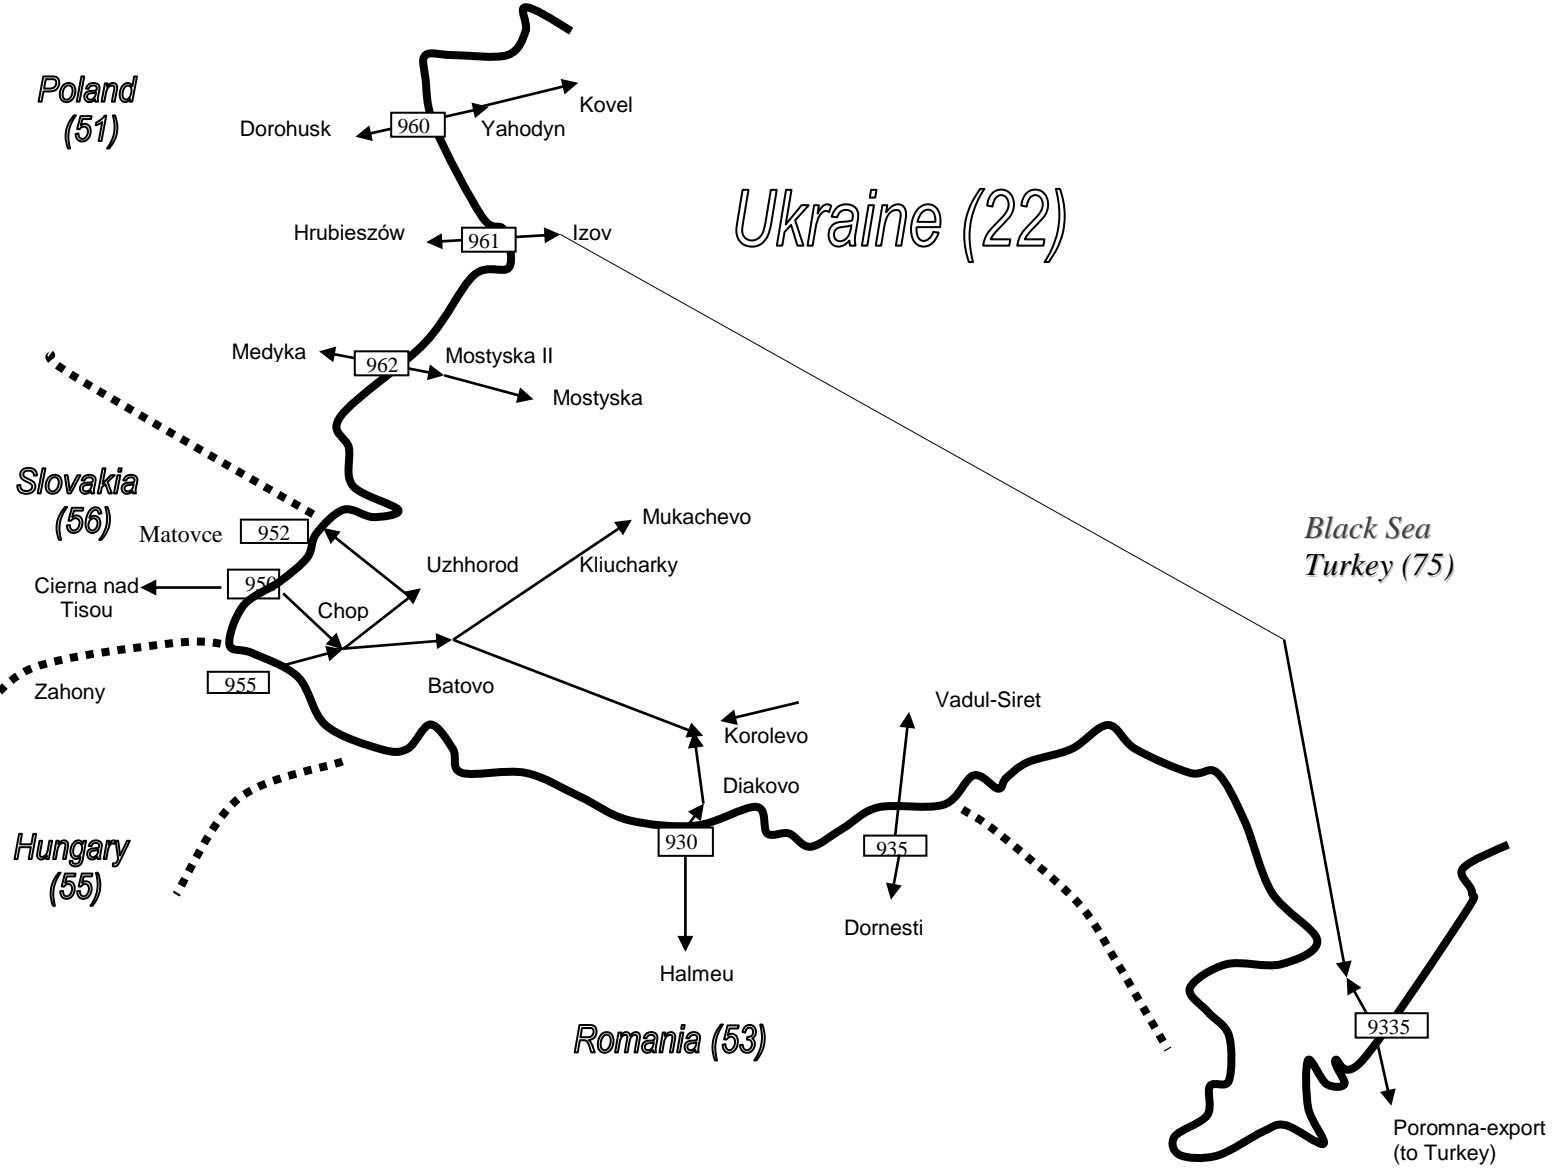 Poland
(51)
Kovel
Dorohusk
960
Yahodyn
Ukraine (22)
Hrubieszów
961
Izov
Medyka
962
Mostyska II
Mostyska
Slovakia
(56)
Matovce
952
Mukachevo
Black Sea
Turkey (75)
Uzhhorod
Kliucharky
Cierna nad
Tisou
950
Chop
Zahony
955
Batovo
Vadul-Siret
Korolevo
Diakovo
Hungary
(55)
930
935
Dornesti
Halmeu
Romania (53)
9335
Poromna-export
(to Turkey)